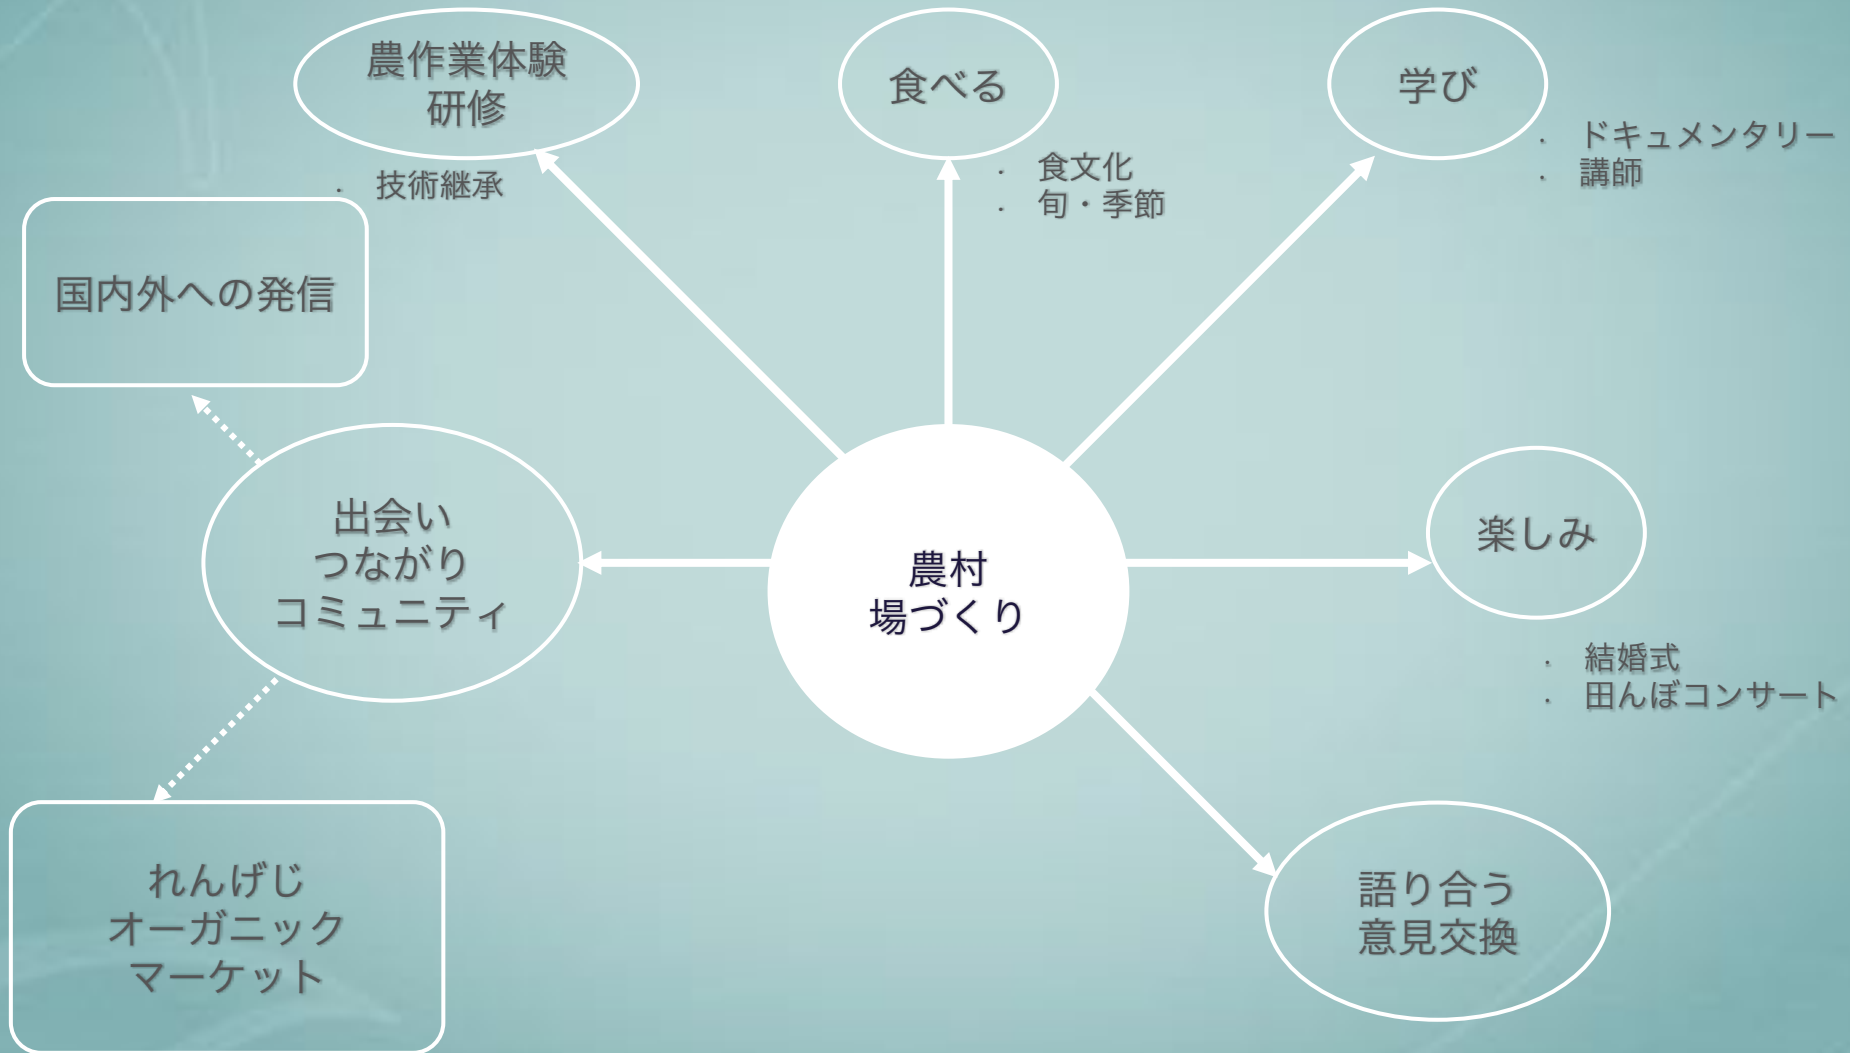 農作業体験
研修
・ 技術継承
食べる
・ 食文化
・ 旬・季節
学び
・ ドキュメンタリー
・ 講師
国内外への発信
出会い
つながり
コミュニティ
農村
場づくり
楽しみ
・ 結婚式
・ 田んぼコンサート
れんげじ
オーガニック
マーケット
語り合う
意見交換